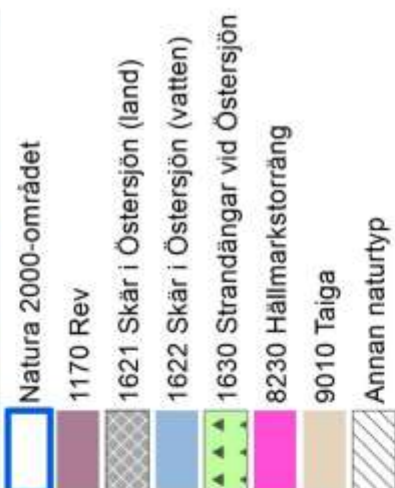 Natura 2000-området
1170 Rev
1621 Skär i Östersjön (land)
1622 Skär i Östersjön (vatten)
1630 Strandängar vid Östersjön
8230 Hällmarkstorräng
9010 Taiga
Annan naturtyp